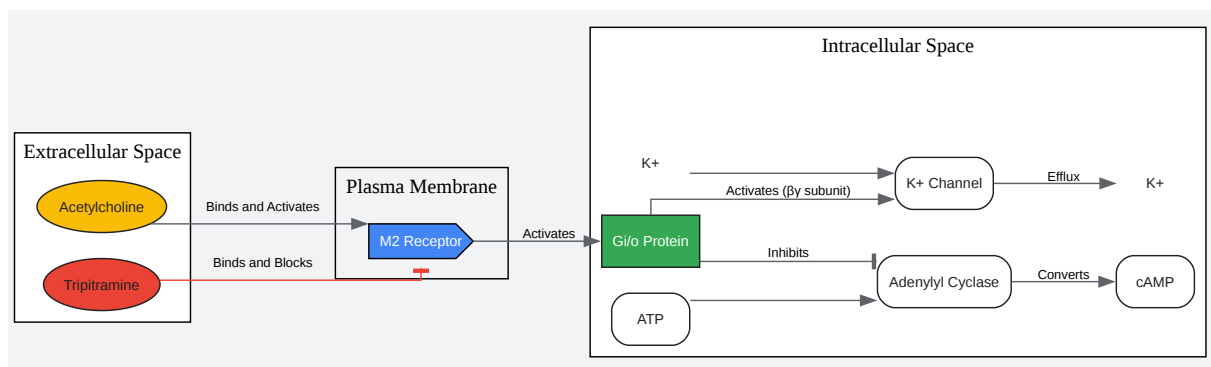 Intracellular Space
Extracellular Space
Acetylcholine
Tripitramine
Binds and Activates
Binds and Blocks
Plasma Membrane
M2 Receptor
Activates
K+
Activates (βγ subunit)
Gi/o Protein
Inhibits
ATP
K+ Channel
Efflux
K+
Adenylyl Cyclase
Converts
cAMP